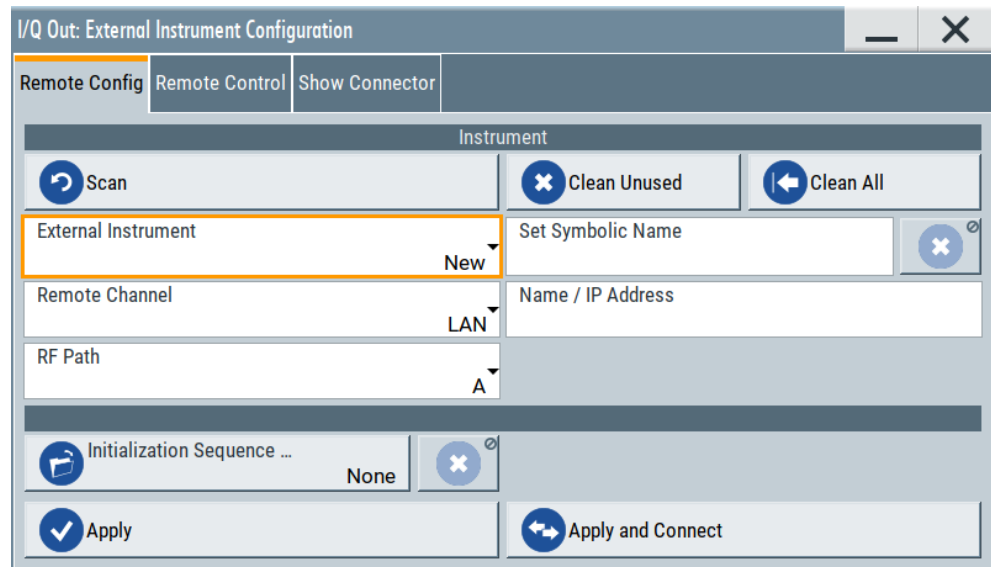 I/Q Out: External Instrument Configuration
Remote Config Remote Control Show Connector
Instrument
Scan Clean Unused Clean All
External Instrument
New
Set Symbolic Name
Remote Channel
LAN
Name / IP Address
RF Path
A
Initialization Sequence ...
None
Apply Apply and Connect